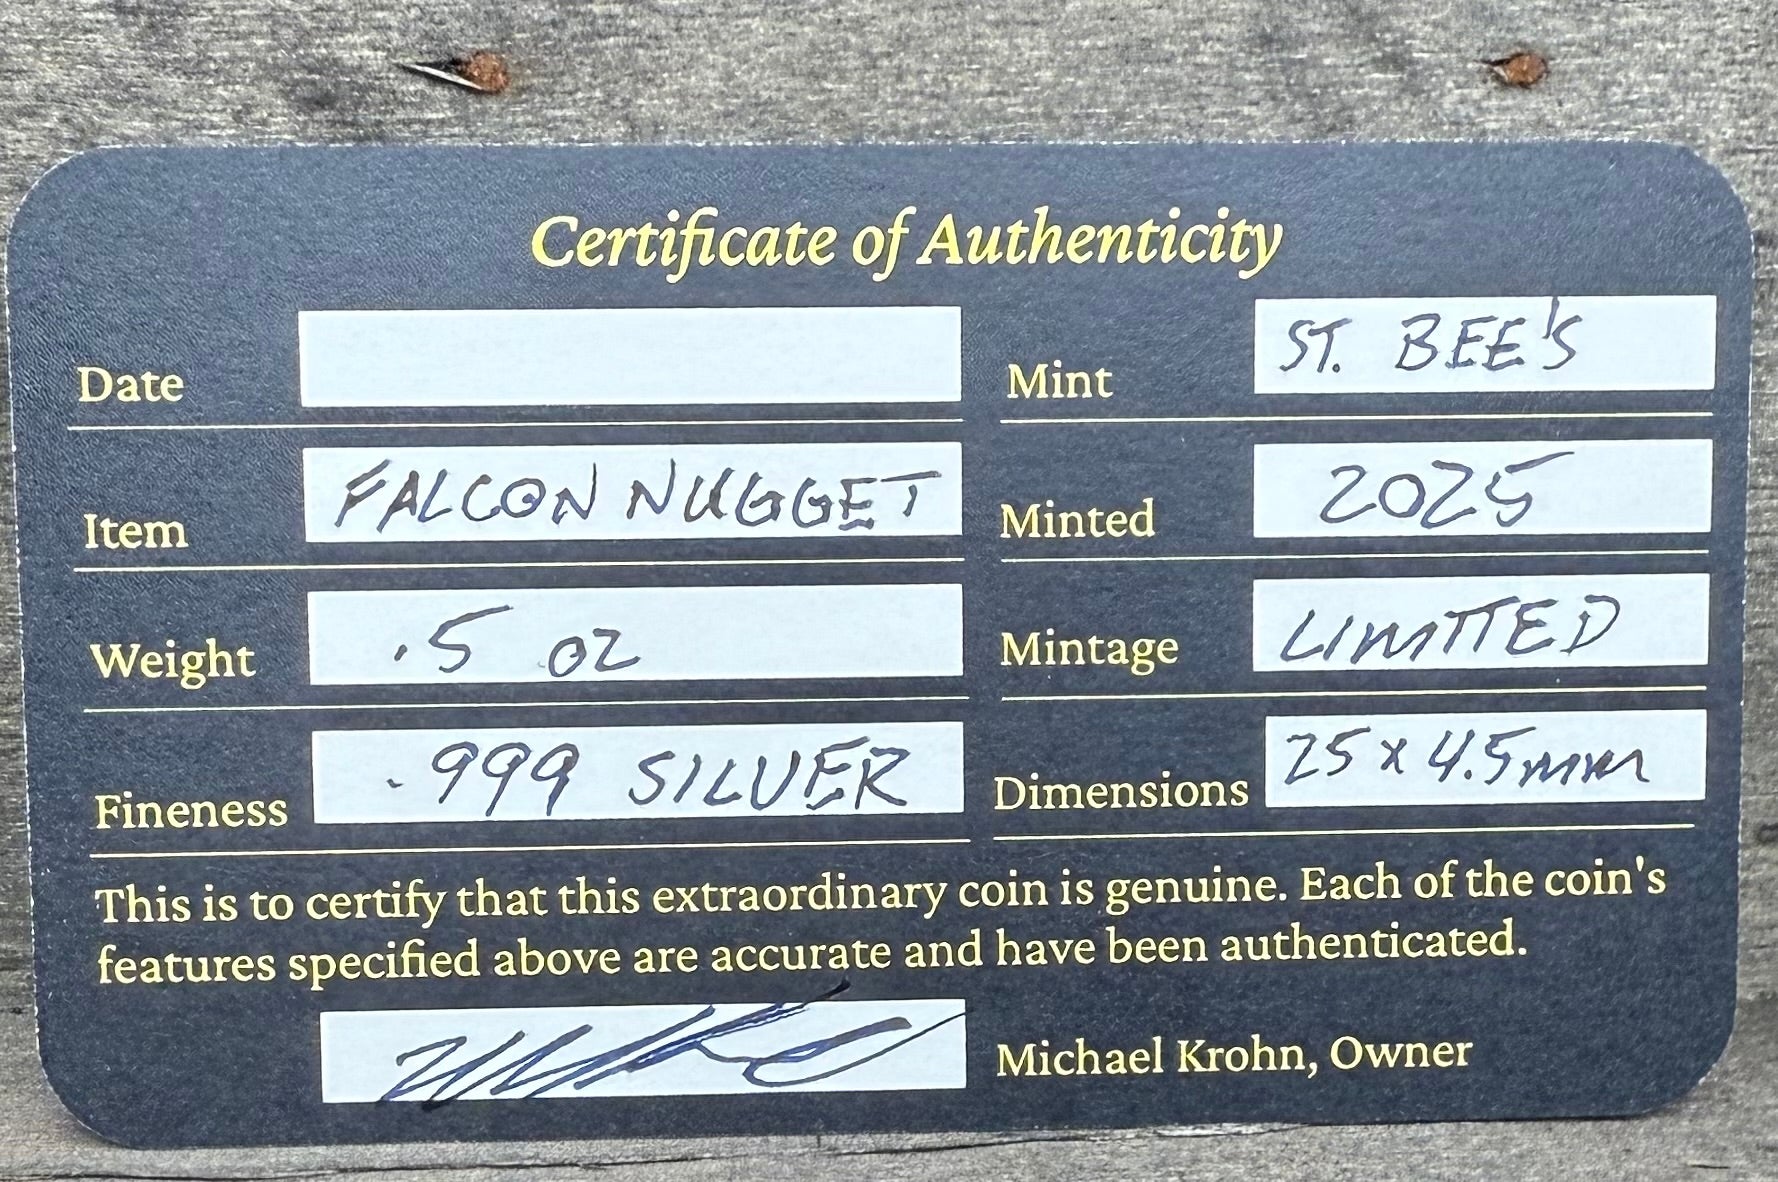 Certificate of Authenticity
Date
Mint ST. BEE'S
Item FALCON NUGGET
Minted 2025
Weight .5 oz
Mintage LIMITED
Fineness .999 SILVER
Dimensions 25 x 4.5mm
This is to certify that this extraordinary coin is genuine. Each of the coin's
features specified above are accurate and have been authenticated.
Michael Krohn, Owner